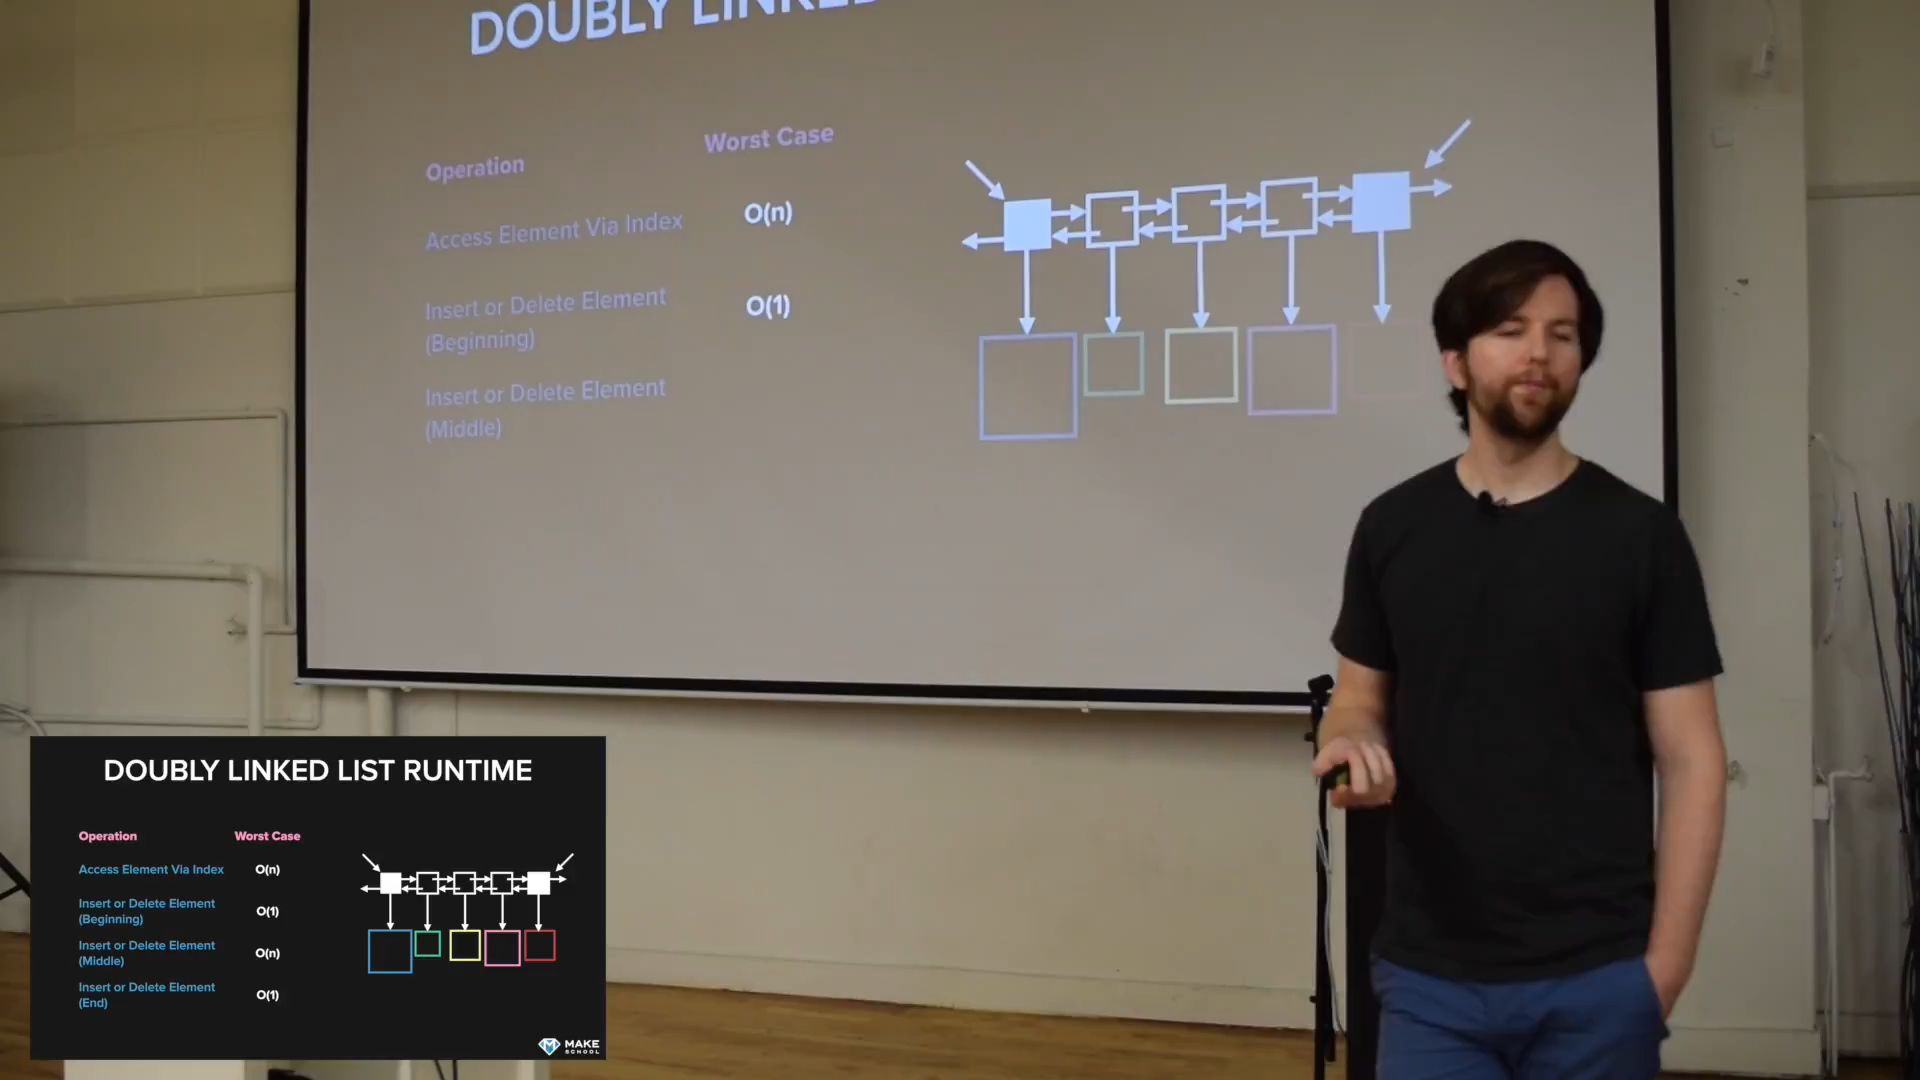 DOUBLY LINKED
Operation
Worst Case
Access Element Via Index
O(n)
Insert or Delete Element
(Beginning)
O(1)
Insert or Delete Element
(Middle)
DOUBLY LINKED LIST RUNTIME
Operation
Worst Case
Access Element Via Index
O(n)
Insert or Delete Element
(Beginning)
O(1)
Insert or Delete Element
(Middle)
O(n)
Insert or Delete Element
(End)
O(1)
MAKE
SCHOOL